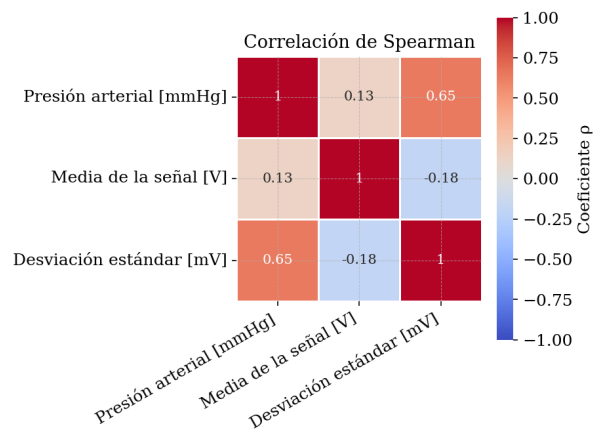 Correlación de Spearman
Presión arterial [mmHg]
1
0.13
0.65
Media de la señal [V]
0.13
1
-0.18
Desviación estándar [mV]
0.65
-0.18
1
Presión arterial [mmHg]
Media de la señal [V]
Desviación estándar [mV]
1.00
0.75
0.50
0.25
0.00
−0.25
−0.50
−0.75
−1.00
Coeficiente ρ